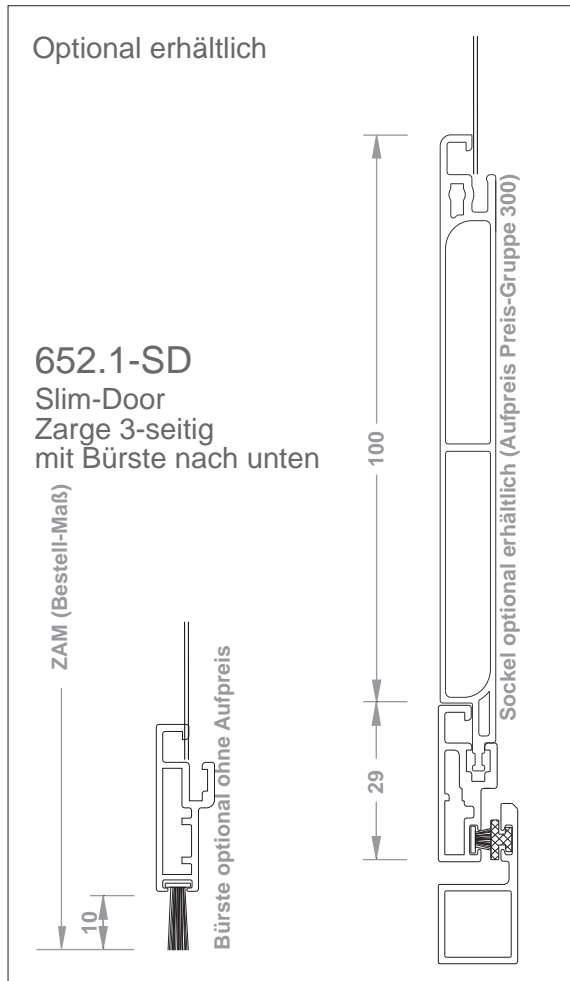 Optional erhältlich
652.1-SD
Slim-Door
Zarge 3-seitig
mit Bürste nach unten
ZAM (Bestell-Maß)
10
Bürste optional ohne Aufpreis
100
29
Sockel optional erhältlich (Aufpreis Preis-Gruppe 300)